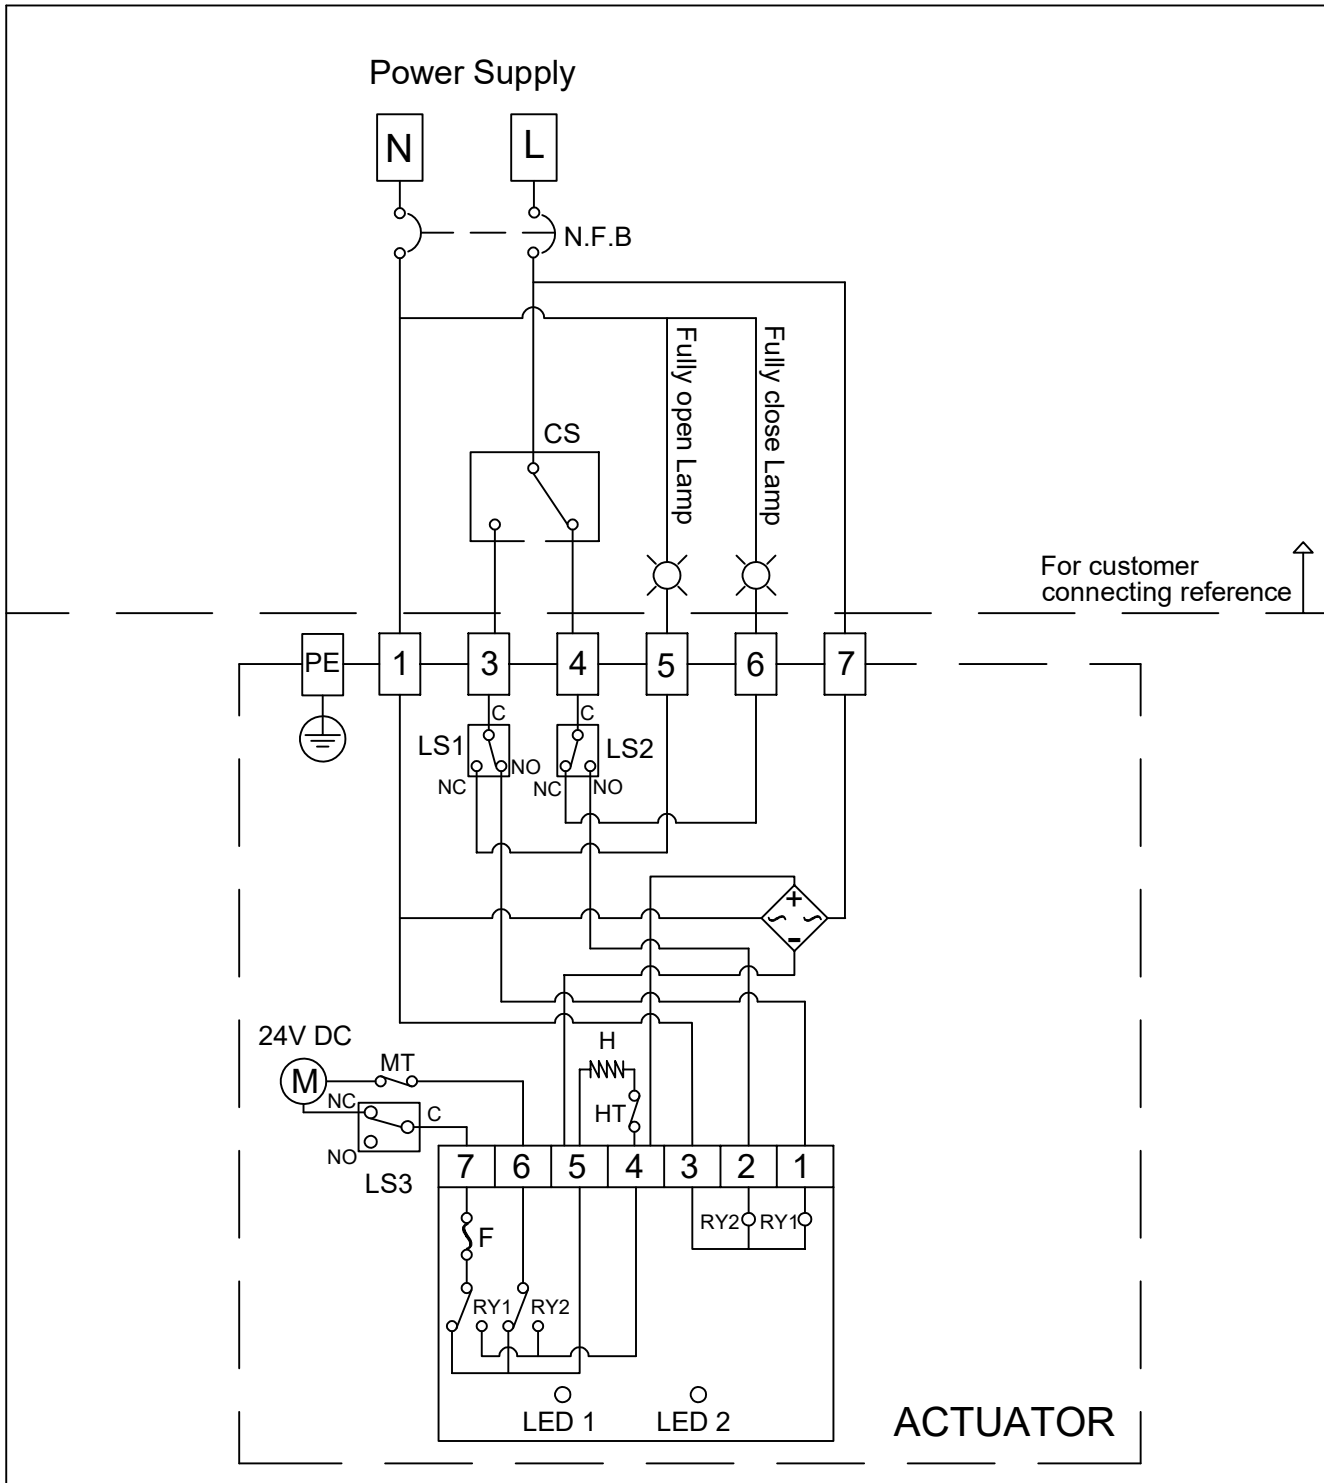 Power Supply
N L
N.F.B
Fully open Lamp
Fully close Lamp
CS
For customer
connecting reference
PE 1 3 4 5 6 7
C C
LS1 LS2
NO
NC NC NO
+
-
24V DC
H
MT
M
NC
C
HT
NO
LS3
7 6 5 4 3 2 1
RY2 RY1
F
RY1 RY2
LED 1 LED 2
ACTUATOR